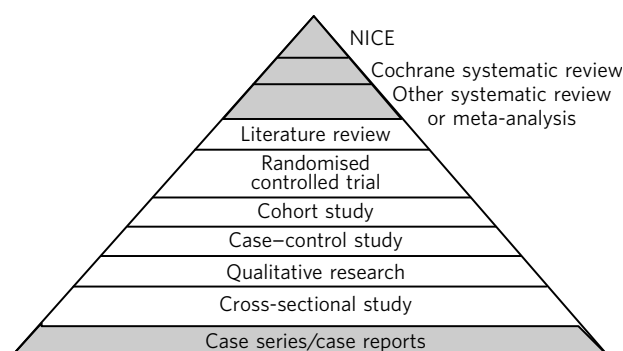 NICE
Cochrane systematic review
Other systematic review
or meta-analysis
Literature review
Randomised
controlled trial
Cohort study
Case–control study
Qualitative research
Cross-sectional study
Case series/case reports